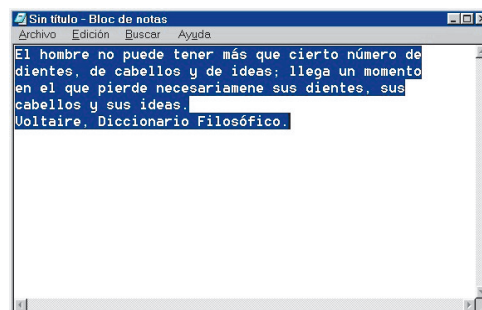 Sin título - Bloc de notas
Archivo Edición Buscar Ayuda
El hombre no puede tener más que cierto número de
dientes, de cabellos y de ideas; llega un momento
en el que pierde necesariamene sus dientes, sus
cabellos y sus ideas.
Voltaire, Diccionario Filosófico.